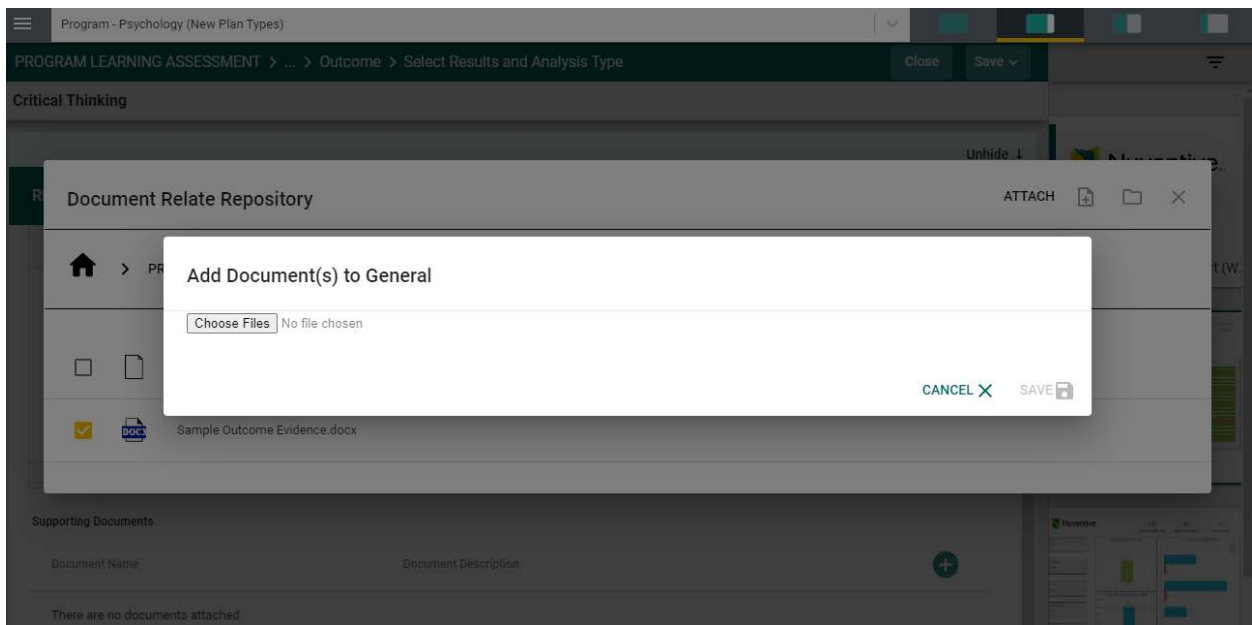 Program - Psychology (New Plan Types)
PROGRAM LEARNING ASSESSMENT > ... > Outcome > Select Results and Analysis Type
Close
Save
Critical Thinking
Unhide ↓
Document Relate Repository
ATTACH
Add Document(s) to General
Choose Files No file chosen
CANCEL
SAVE
DOCX
Sample Outcome Evidence.docx
Supporting Documents
Nuventive
Document Name
Document Description
There are no documents attached